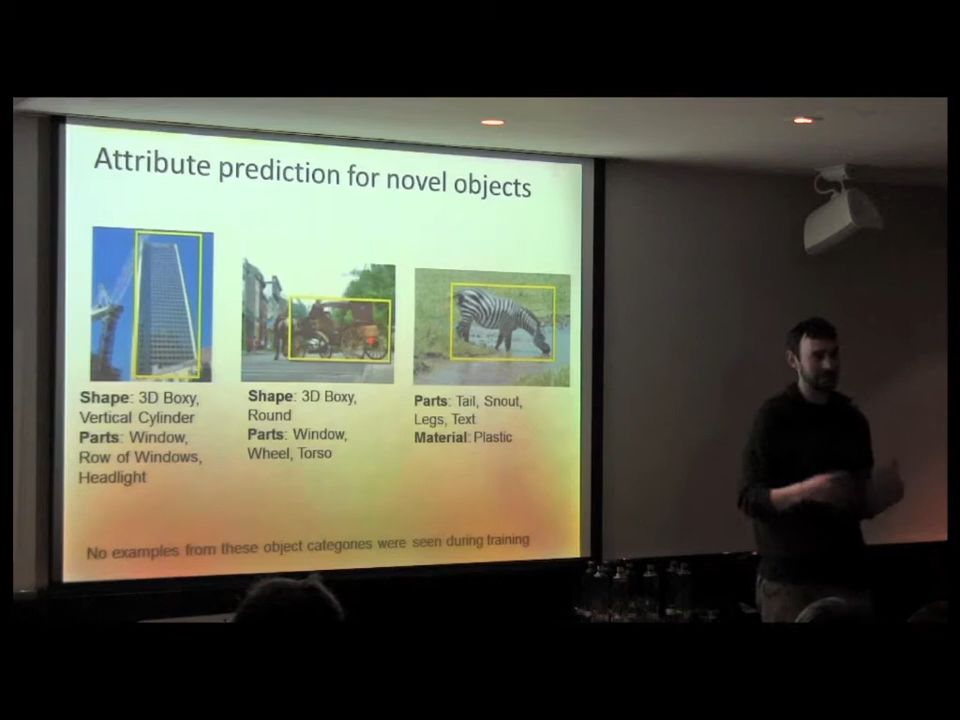 Attribute prediction for novel objects
Shape: 3D Boxy,
Vertical Cylinder
Parts: Window,
Row of Windows,
Headlight
Shape: 3D Boxy,
Round
Parts: Window,
Wheel, Torso
Parts: Tail, Snout,
Legs, Text
Material: Plastic
No examples from these object categories were seen during training